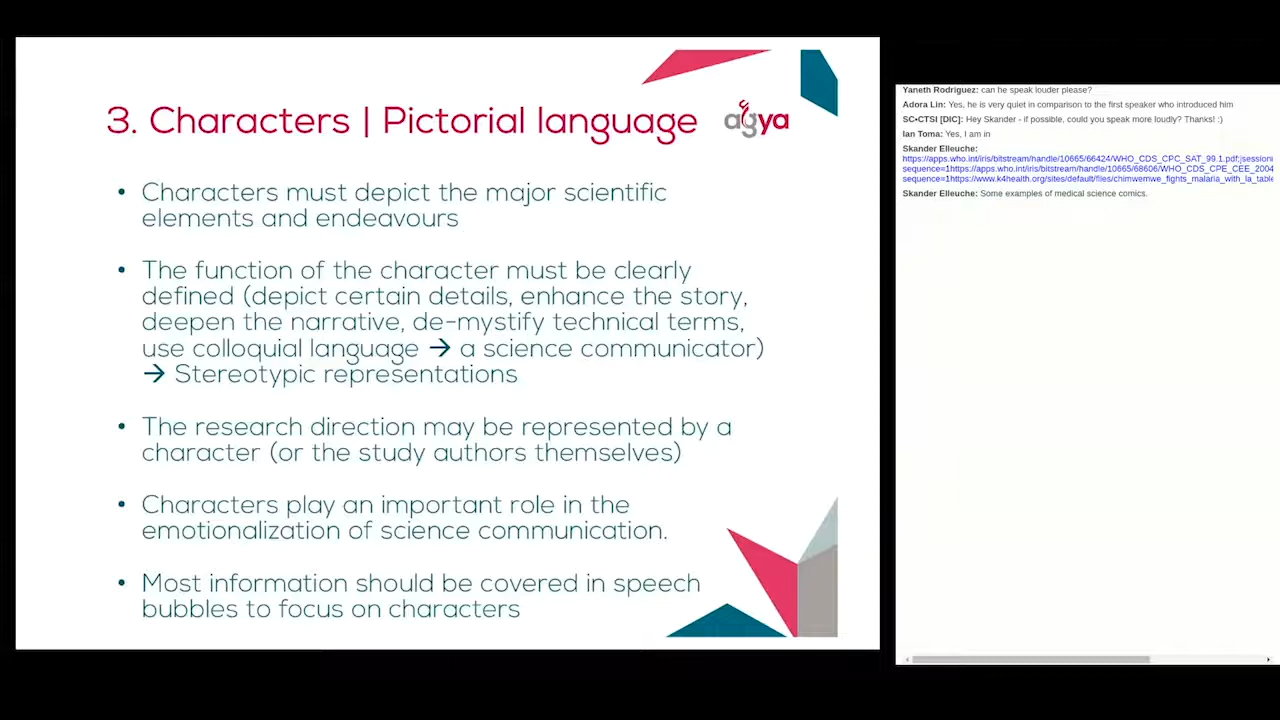 3. Characters | Pictorial language
agya
• Characters must depict the major scientific
elements and endeavours
• The function of the character must be clearly
defined (depict certain details, enhance the story,
deepen the narrative, de-mystify technical terms,
use colloquial language → a science communicator)
→ Stereotypic representations
• The research direction may be represented by a
character (or the study authors themselves)
• Characters play an important role in the
emotionalization of science communication.
• Most information should be covered in speech
bubbles to focus on characters
Yaneth Rodriguez: can he speak louder please?
Adora Lin: Yes, he is very quiet in comparison to the first speaker who introduced him
SC•CTSI [DIC]: Hey Skander - if possible, could you speak more loudly? Thanks! :)
Ian Toma: Yes, I am in
Skander Elleuche:
https://apps.who.int/iris/bitstream/handle/10665/66424/WHO_CDS_CPC_SAT_99.1.pdf;jsessioni
sequence=1https://apps.who.int/iris/bitstream/handle/10665/68606/WHO_CDS_CPE_CEE_2004
sequence=1https://www.k4health.org/sites/default/files/chimwemwe_fights_malaria_with_la_table
Skander Elleuche: Some examples of medical science comics.